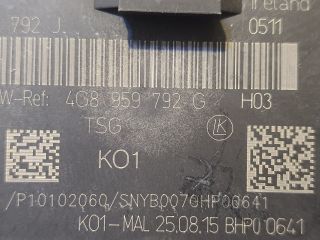 792 J. Ireland
0511
W-Ref: 4G8 959 792 G H03
TSG LK
KO1
/P10102060/SNYB0070HP00641
KO1-MAL 25.08.15 BHP0 0641